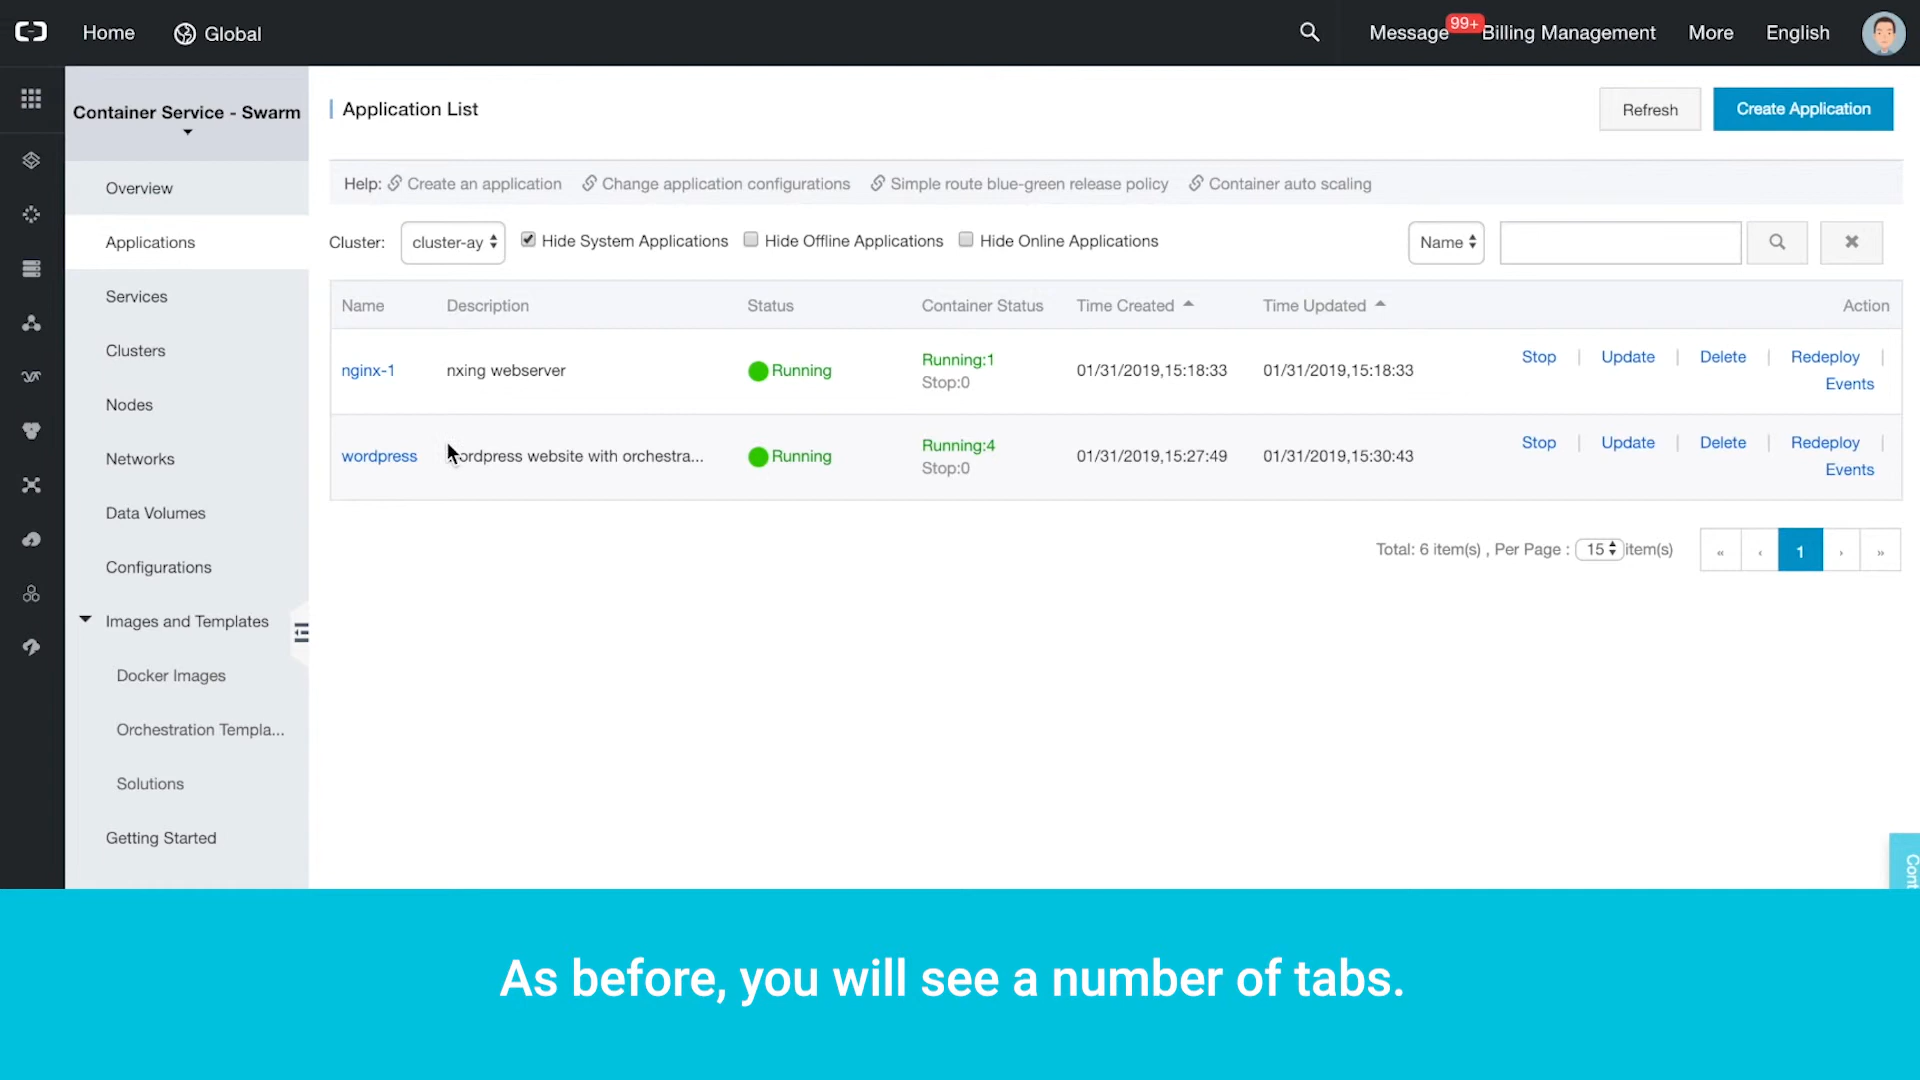 Home
Global
Message
99+
Billing Management
More
English
Container Service - Swarm
Overview
Applications
Services
Clusters
Nodes
Networks
Data Volumes
Configurations
Images and Templates
Docker Images
Orchestration Templa...
Solutions
Getting Started
Application List
Refresh
Create Application
Help: Create an application Change application configurations Simple route blue-green release policy Container auto scaling
Cluster: cluster-ay Hide System Applications Hide Offline Applications Hide Online Applications Name
Name Description Status Container Status Time Created Time Updated Action
nginx-1 nxing webserver Running Running:1 01/31/2019,15:18:33 01/31/2019,15:18:33 Stop | Update | Delete | Redeploy |
Stop:0 Events
wordpress ordpress website with orchestra... Running Running:4 01/31/2019,15:27:49 01/31/2019,15:30:43 Stop | Update | Delete | Redeploy |
Stop:0 Events
Total: 6 item(s) , Per Page : 15 item(s) « ‹ 1 › »
Cont
As before, you will see a number of tabs.